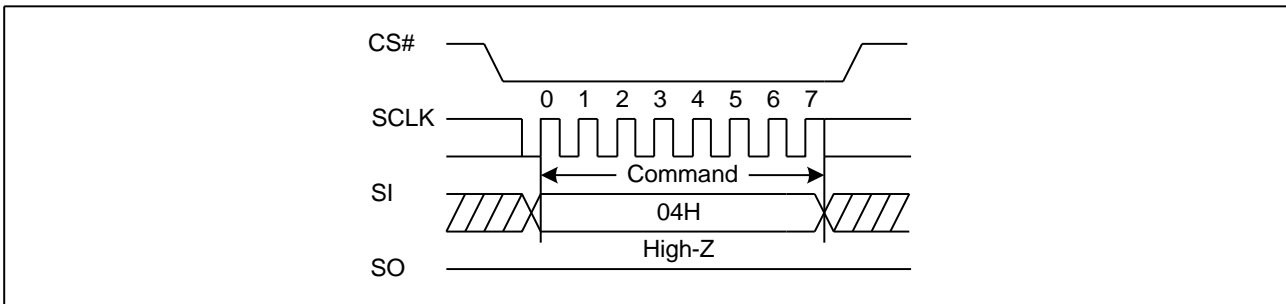 CS#
0 1 2 3 4 5 6 7
SCLK
Command
SI
04H
High-Z
SO